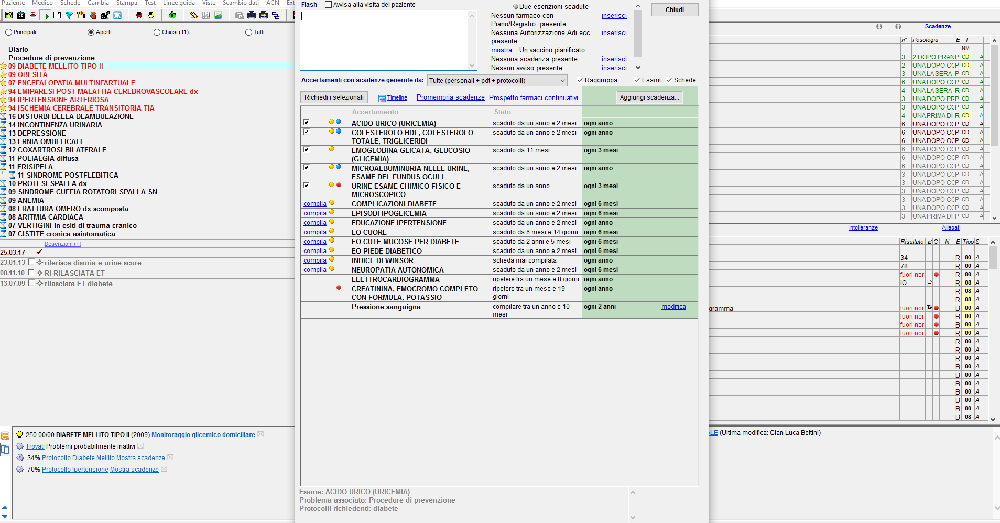 Paziente Medico Schede Cambia Stampa Test Linee guida Viste Scambio dati ACN Ext
Principali Aperti Chiusi (11) Tutti
Diario
Procedure di prevenzione
09 DIABETE MELLITO TIPO II
09 OBESITÀ
07 ENCEFALOPATIA MULTINFARTUALE
94 EMIPARESI POST MALATTIA CEREBROVASCOLARE dx
94 IPERTENSIONE ARTERIOSA
94 ISCHEMIA CEREBRALE TRANSITORIA TIA
16 DISTURBI DELLA DEAMBULAZIONE
14 INCONTINENZA URINARIA
13 DEPRESSIONE
13 ERNIA OMBELICALE
12 COXARTROSI BILATERALE
11 POLIALGIA diffusa
11 ERISIPELA
11 SINDROME POSTFLEBITICA
10 PROTESI SPALLA dx
09 SINDROME CUFFIA ROTATORI SPALLA SN
09 ANEMIA
08 FRATTURA OMERO dx scomposta
08 ARITMIA CARDIACA
07 VERTIGINI in esiti di trauma cranico
07 CISTITE cronica asintomatica
Descrizioni (+)
25.03.17
23.01.13 riferisce disuria e urine scure
08.11.10 RI RILASCIATA ET
13.07.09 rilasciata ET diabete
250.00/00 DIABETE MELLITO TIPO II (2009) Monitoraggio glicemico domiciliare
Trovati Problemi probabilmente inattivi
34% Protocollo Diabete Mellito Mostra scadenze
70% Protocollo Ipertensione Mostra scadenze
Flash Avvisa alla visita del paziente
Due esenzioni scadute
Nessun farmaco con inserisci
Piano/Registro presente
Nessuna Autorizzazione Adi ecc ... inserisci
presente
mostra Un vaccino pianificato
Nessuna scadenza presente inserisci
Nessun avviso presente inserisci
Chiudi
Accertamenti con scadenze generate da: Tutte (personali + pdt + protocolli) Raggruppa Esami Schede
Richiedi i selezionati Timeline Promemoria scadenze Prospetto farmaci continuativi Aggiungi scadenza...
Accertamento Stato
ACIDO URICO (URICEMIA) scaduto da un anno e 2 mesi ogni anno
COLESTEROLO HDL, COLESTEROLO scaduto da un anno e 2 mesi ogni anno
TOTALE, TRIGLICERIDI
EMOGLOBINA GLICATA, GLUCOSIO scaduto da 11 mesi ogni 3 mesi
(GLICEMIA)
MICROALBUMINURIA NELLE URINE, scaduto da un anno e 2 mesi ogni anno
ESAME DEL FUNDUS OCULI
URINE ESAME CHIMICO FISICO E scaduto da un anno ogni 3 mesi
MICROSCOPICO
compila COMPLICAZIONI DIABETE scaduto da un anno e 2 mesi ogni 6 mesi
compila EPISODI IPOGLICEMIA scaduto da un anno e 2 mesi ogni 6 mesi
compila EDUCAZIONE IPERTENSIONE scaduto da un anno e 2 mesi ogni anno
compila EO CUORE scaduto da 6 mesi e 14 giorni ogni 6 mesi
compila EO CUTE MUCOSE PER DIABETE scaduto da 2 anni e 5 mesi ogni 6 mesi
compila EO PIEDE DIABETICO scaduto da un anno e 2 mesi ogni 6 mesi
compila INDICE DI WINSOR scheda mai compilata ogni anno
compila NEUROPATIA AUTONOMICA scaduto da un anno e 2 mesi ogni 6 mesi
ELETTROCARDIOGRAMMA ripetere tra un mese e 8 giorni ogni anno
CREATININA, EMOCROMO COMPLETO ripetere tra un mese e 19 ogni anno
CON FORMULA, POTASSIO giorni
Pressione sanguigna compilare tra un anno e 10 ogni 2 anni modifica
mesi
Esame: ACIDO URICO (URICEMIA)
Problema associato: Procedure di prevenzione
Protocolli richiedenti: diabete
Scadenze
n° Posologia E T
NM
3 2 DOPO PRAN P CD A
2 UNA DOPO CC P CD A
3 UNA LA SERA P CD A
6 UNA DOPO CC P CD A
4 UNA LA SERA R CD A
3 UNA DOPO PR P CD A
3 UNA DOPO CC P CD A
4 UNA PRIMA DI R CD A
6 UNA DOPO CC P CD A
6 UNA DOPO CC P CD A
6 UNA DOPO CC P CD A
6 UNA DOPO CC P CD A
6 UNA DOPO CC P CD A
6 UNA DOPO CC P CD A
3 UNA DOPO CC P CD A
3 UNA DOPO CC P CD A
3 UNA DOPO CC P CD A
3 UNA DOPO CC P CD A
3 UNA DOPO CC P CD A
3 UNA PRIMA DI P CD A
Intolleranze Allegati
Risultato O N E Tipo S
34 R 00 A
78 R 00 A
fuori nor R 00 A
IO R 08 A
R 08 A
R 08 A
gramma fuori nor B 00 A
fuori nor B 00 A
fuori nor B 00 A
fuori nor R 00 A
R 00 A
R 00 A
R 00 A
B 00 A
B 00 A
B 00 A
B 00 A
B 00 A
B 00 A
B 08 A
ALE (Ultima modifica: Gian Luca Bettini)